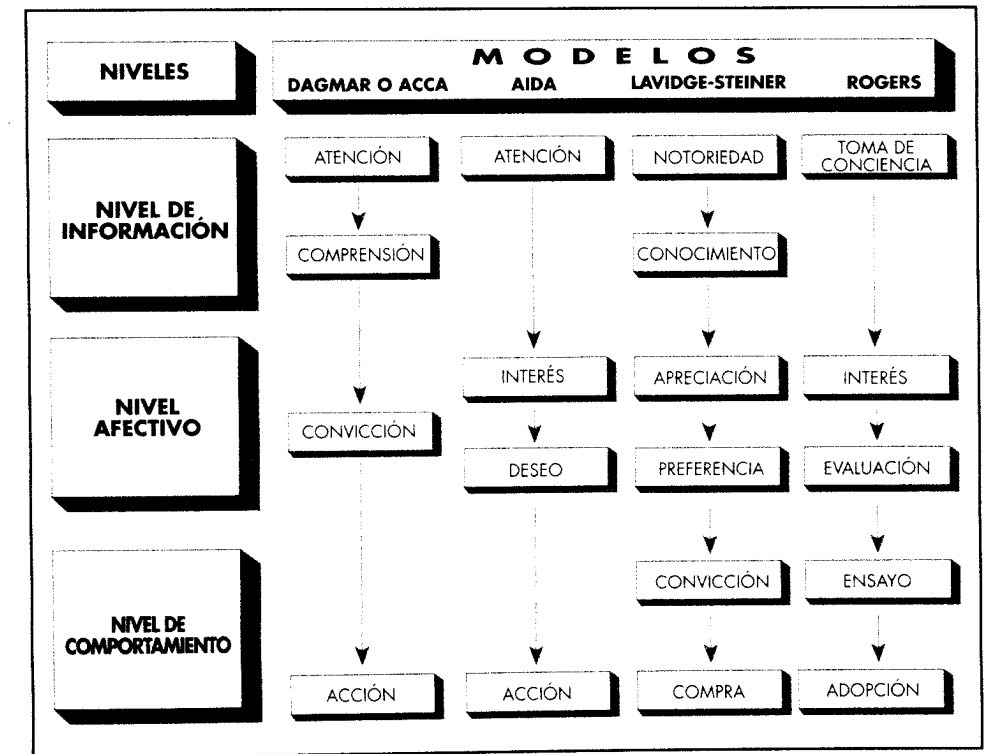 NIVELES
MODELOS
DAGMAR O ACCA AIDA LAVIDGE-STEINER ROGERS
NIVEL DE
INFORMACIÓN
ATENCIÓN ATENCIÓN NOTORIEDAD TOMA DE
CONCIENCIA
COMPRENSIÓN CONOCIMIENTO
NIVEL
AFECTIVO
INTERÉS APRECIACIÓN INTERÉS
CONVICCIÓN
DESEO PREFERENCIA EVALUACIÓN
NIVEL DE
COMPORTAMIENTO
CONVICCIÓN ENSAYO
ACCIÓN ACCIÓN COMPRA ADOPCIÓN